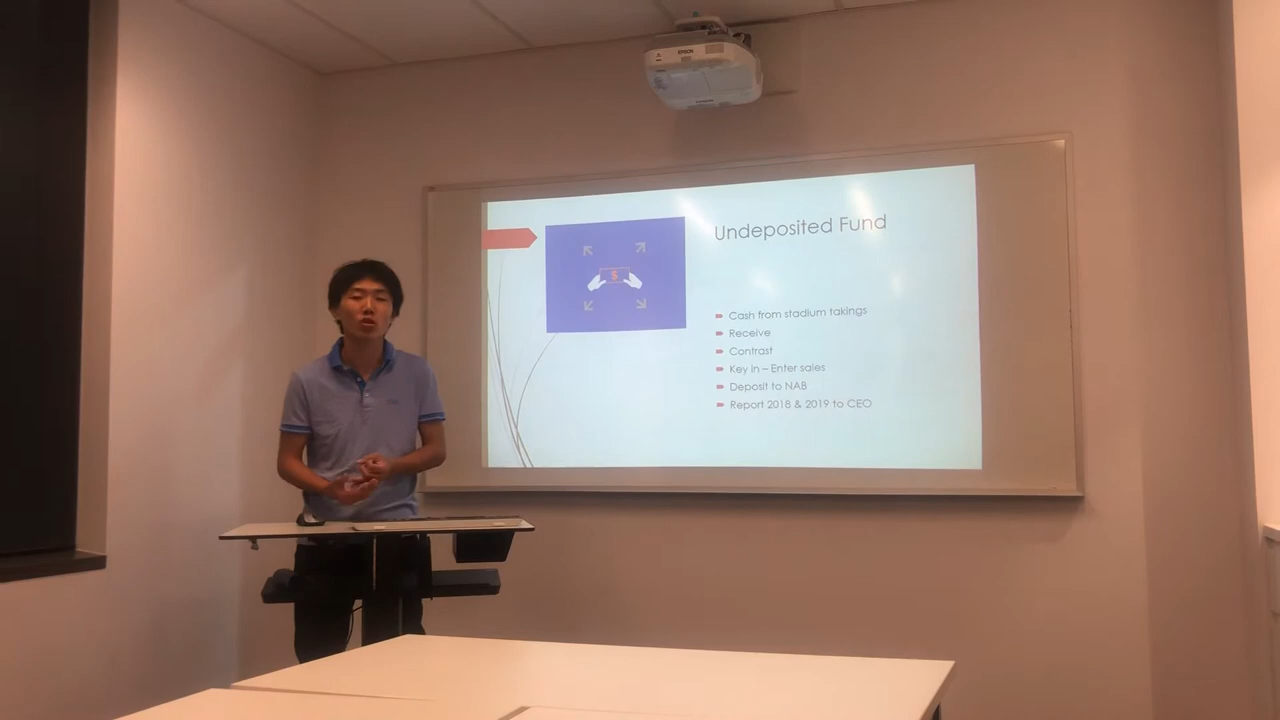 EPSON
Undeposited Fund
$
Cash from stadium takings
Receive
Contrast
Key in – Enter sales
Deposit to NAB
Report 2018 & 2019 to CEO